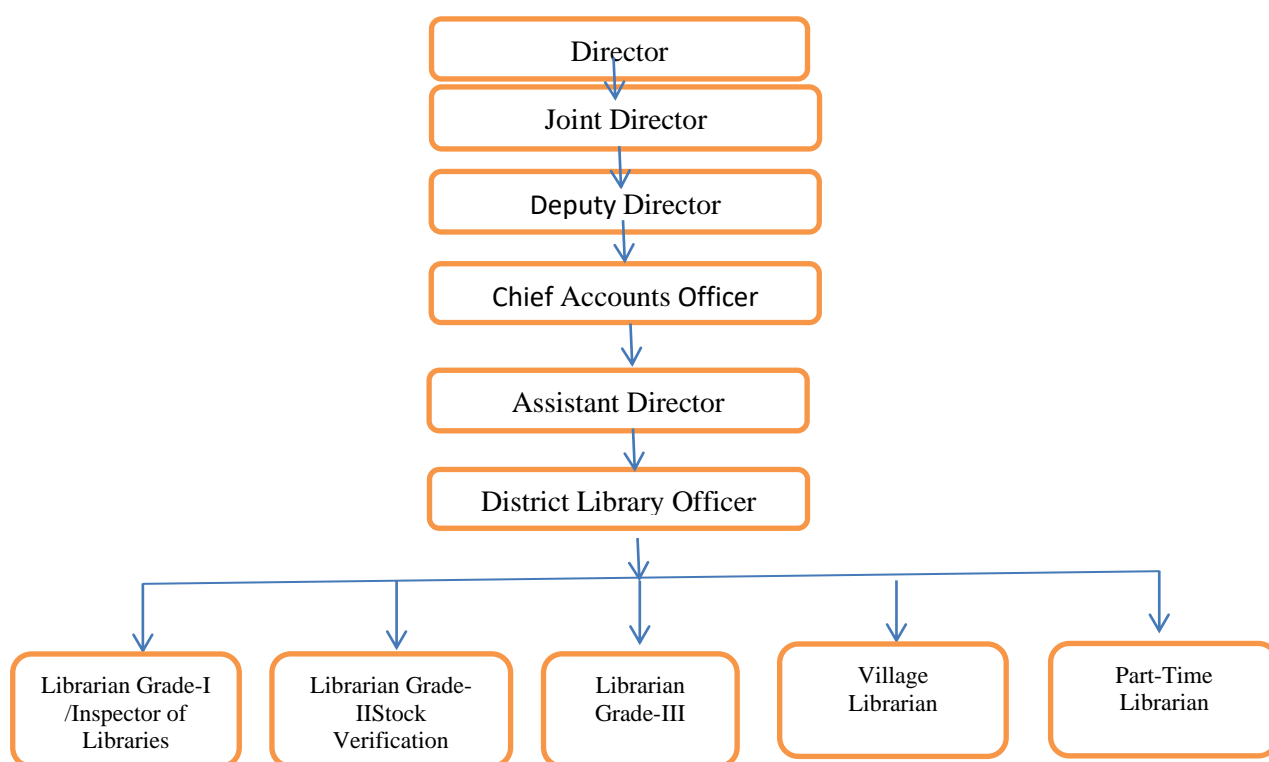 Director
Joint Director
Deputy Director
Chief Accounts Officer
Assistant Director
District Library Officer
Librarian Grade-I
/Inspector of
Libraries
Librarian Grade-
IIStock
Verification
Librarian
Grade-III
Village
Librarian
Part-Time
Librarian